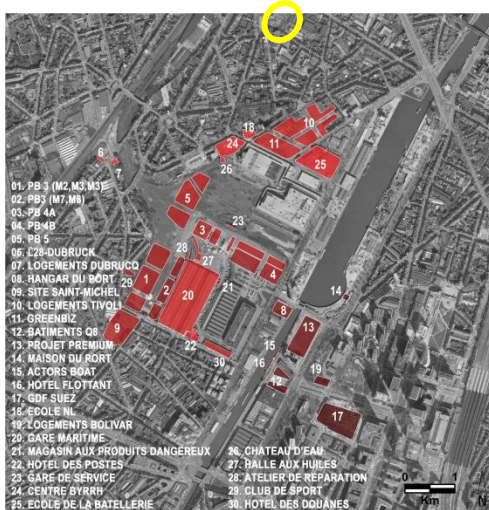 18
10
24
11
25
26
6
7
5
23
3
28
27
4
29
1
2
20
21
14
8
13
9
22
30
15
16
12
19
17
01. PB 3 (M2,M3,M3)
02. PB3 (M7,M8)
03. PB 4A
04. PB 4B
05. PB 5
06. L28-DUBRUCK
07. LOGEMENTS DUBRUCQ
08. HANGAR DU PORT
09. SITE SAINT-MICHEL
10. LOGEMENTS TIVOLI
11. GREENBIZ
12. BATIMENTS Q8
13. PROJET PREMIUM
14. MAISON DU PORT
15. ACTORS BOAT
16. HOTEL FLOTTANT
17. GDF SUEZ
18. ECOLE NL
19. LOGEMENTS BOLIVAR
20. GARE MARITIME
21. MAGASIN AUX PRODUITS DANGEREUX
22. HOTEL DES POSTES
23. GARE DE SERVICE
24. CENTRE BYRRH
25. ECOLE DE LA BATELLERIE
26. CHATEAU D'EAU
27. HALLE AUX HUILES
28. ATELIER DE REPARATION
29. CLUB DE SPORT
30. HOTEL DES DOUANES
0 1
Km N